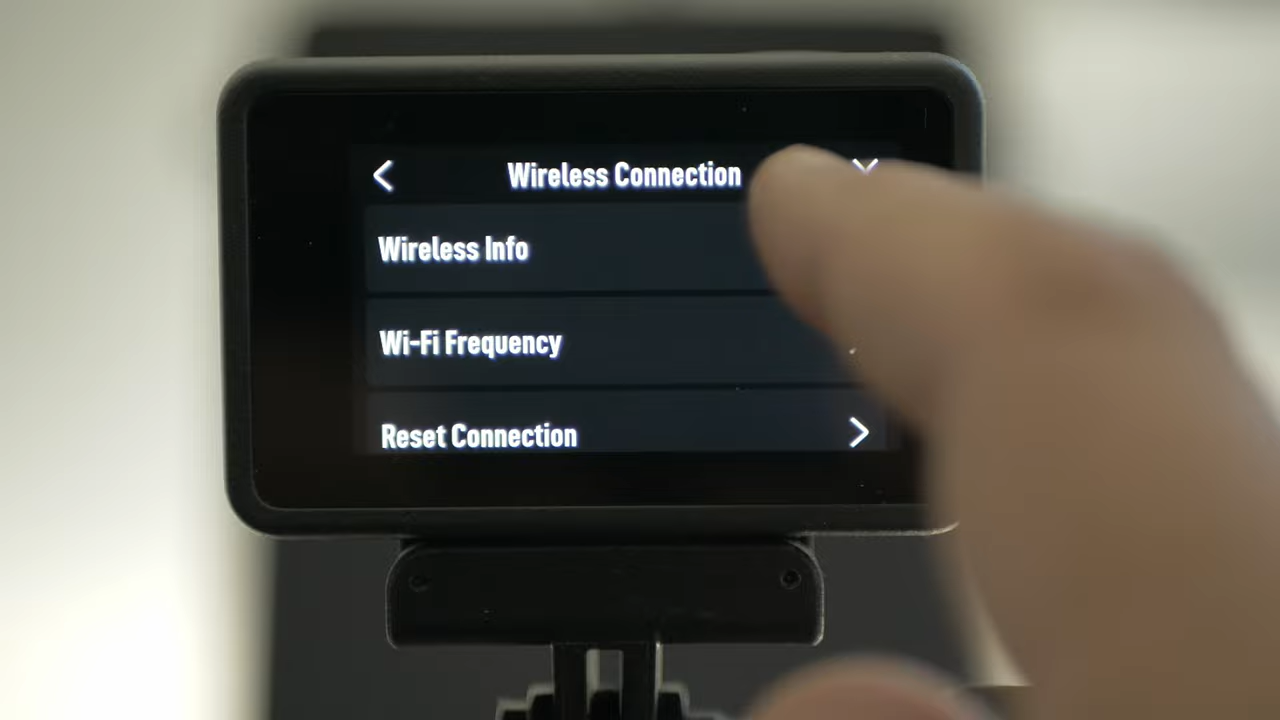 Wireless Connection
Wireless Info
Wi-Fi Frequency
Reset Connection